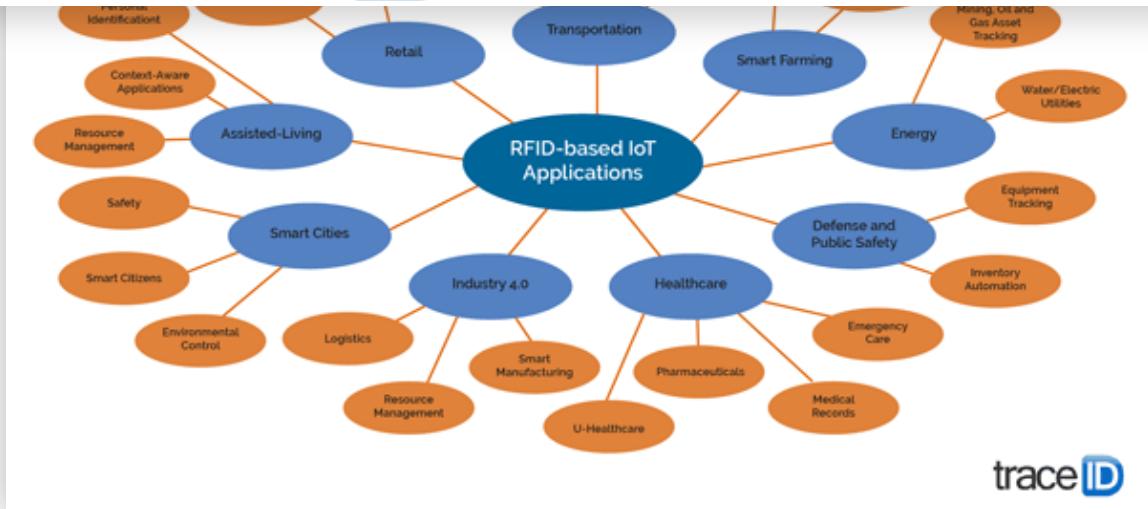 Personal
Identificationt
Mining, Oil and
Gas Asset
Tracking
Transportation
Retail
Smart Farming
Context-Aware
Applications
Water/Electric
Utilities
Resource
Management
Assisted-Living
Energy
RFID-based IoT
Applications
Safety
Equipment
Tracking
Smart Cities
Defense and
Public Safety
Smart Citizens
Inventory
Automation
Industry 4.0
Healthcare
Environmental
Control
Logistics
Emergency
Care
Smart
Manufacturing
Pharmaceuticals
Resource
Management
Medical
Records
U-Healthcare
trace ID